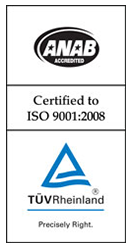 ANAB
ACCREDITED
Certified to
ISO 9001:2008
TÜVRheinland
Precisely Right.